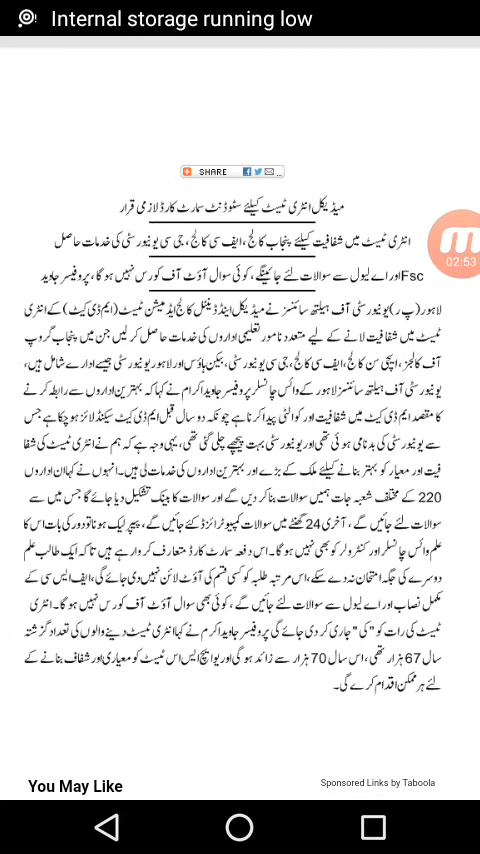 Internal storage running low
SHARE
میڈیکل انٹری ٹیسٹ کیلئے سٹوڈنٹ سمارٹ کارڈ لازمی قرار
انٹری ٹیسٹ میں شفافیت کیلئے پنجاب کالج، ایف سی کالج، جی سی یونیورسٹی کی خدمات حاصل
Fsc اور اے لیول سے سوالات لئے جائینگے، کوئی سوال آؤٹ آف کورس نہیں ہو گا، پروفیسر جاوید
02:53
لاہور (پ ر) یونیورسٹی آف ہیلتھ سائنسز نے میڈیکل اینڈ ڈینٹل کالج ایڈمیشن ٹیسٹ (ایم ڈی کیٹ) کے انٹری
ٹیسٹ میں شفافیت لانے کے لیے متعدد نامور تعلیمی اداروں کی خدمات حاصل کر لیں جن میں پنجاب گروپ
آف کالجز، ایچی سن کالج، ایف سی کالج، جی سی یونیورسٹی، بیکن ہاؤس اور لاہور یونیورسٹی جیسے ادارے شامل ہیں،
یونیورسٹی آف ہیلتھ سائنسز لاہور کے وائس چانسلر پروفیسر جاوید اکرام نے کہا کہ بہترین اداروں سے رابطہ کرنے
کا مقصد ایم ڈی کیٹ میں شفافیت اور کوالٹی پیدا کرنا ہے چونکہ دو سال قبل ایم ڈی کیٹ سیکنڈلائز ہو چکا ہے جس
سے یونیورسٹی کی بدنامی ہوئی تھی اور یونیورسٹی بہت پیچھے چلی گئی تھی، یہی وجہ ہے کہ ہم نے انٹری ٹیسٹ کی شفا
فیت اور معیار کو بہتر بنانے کیلئے ملک کے بڑے اور بہترین اداروں کی خدمات لی ہیں۔ انہوں نے کہا ان اداروں
220 کے مختلف شعبہ جات ہمیں سوالات بنا کر دیں گے اور سوالات کا بینک تشکیل دیا جائے گا جس میں سے
سوالات لئے جائیں گے، آخری 24 گھنٹے میں سوالات کمپیوٹرائزڈ کئے جائیں گے، پیپر لیک ہونا تو دور کی بات اس کا
علم وائس چانسلر اور کنٹرولر کو بھی نہیں ہو گا۔ اس دفعہ سمارٹ کارڈ متعارف کروا رہے ہیں تا کہ ایک طالب علم
دوسرے کی جگہ امتحان نہ دے سکے، اس مرتبہ طلبہ کو کسی قسم کی آؤٹ لائن نہیں دی جائے گی، ایف ایس سی کے
مکمل نصاب اور اے لیول سے سوالات لئے جائیں گے، کوئی بھی سوال آؤٹ آف کورس نہیں ہو گا۔ انٹری
ٹیسٹ کی رات کو "کی" جاری کر دی جائے گی پروفیسر جاوید اکرم نے کہا انٹری ٹیسٹ دینے والوں کی تعداد گزشتہ
سال 67 ہزار تھی، اس سال 70 ہزار سے زائد ہو گی اور یو ایچ ایس اس ٹیسٹ کو معیاری اور شفاف بنانے کے
لئے ہر ممکن اقدام کرے گی۔
You May Like
Sponsored Links by Taboola